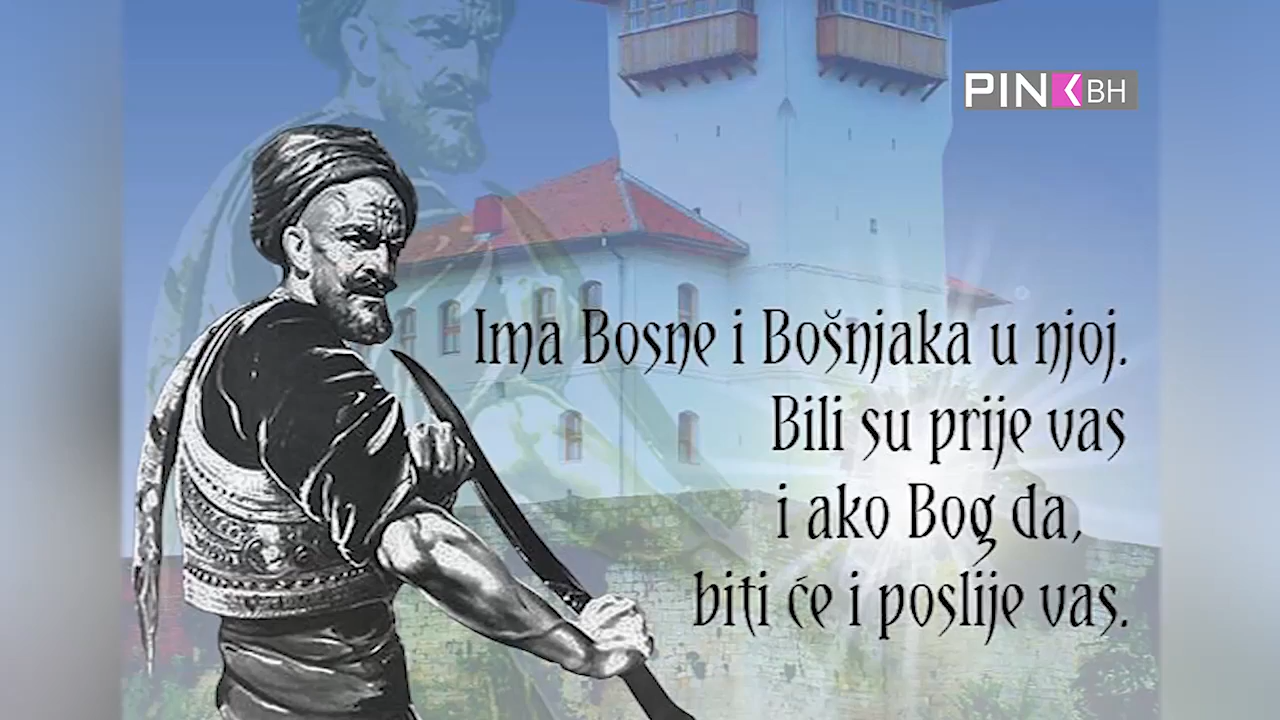 PINK BH
Ima Bosne i Bošnjaka u njoj.
Bili su prije vas
i ako Bog da,
biti će i poslije vas.